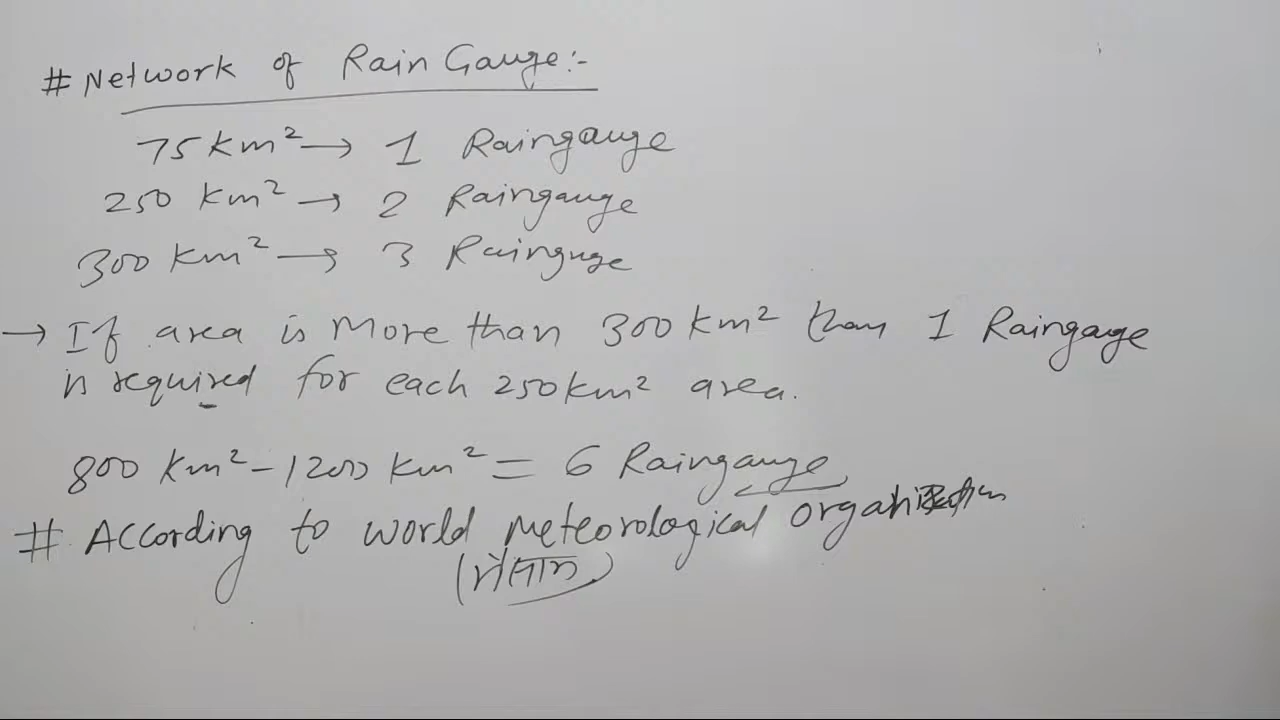 # Network of Rain Gauge:-
75 km² → 1 Raingauge
250 km² → 2 Raingauge
300 km² → 3 Rainguge
→ If area is More than 300 km² than 1 Raingauge
is required for each 250 km² area.
800 km² - 1200 km² = 6 Raingauge
# According to world meteorological organization